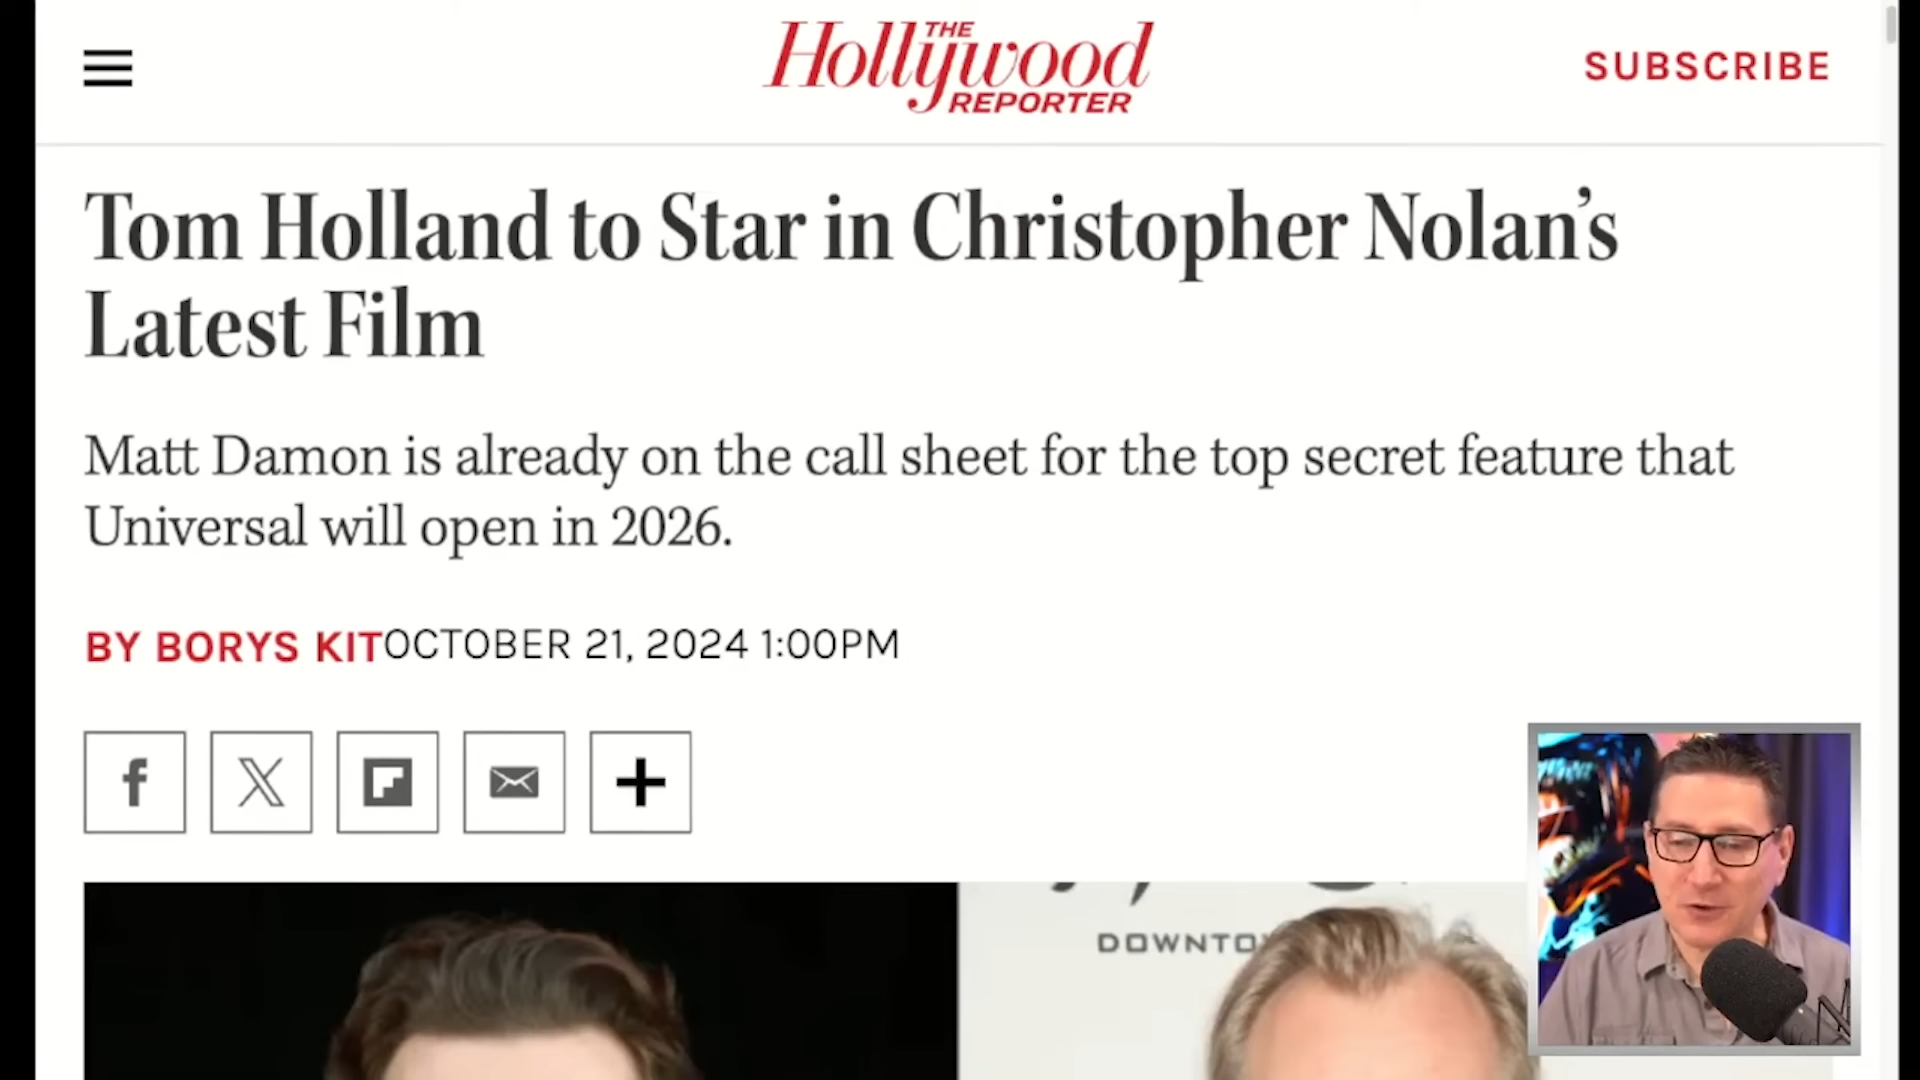 THE
Hollywood
REPORTER
SUBSCRIBE
Tom Holland to Star in Christopher Nolan’s
Latest Film
Matt Damon is already on the call sheet for the top secret feature that
Universal will open in 2026.
BY BORYS KITOCTOBER 21, 2024 1:00PM
DOWNTO